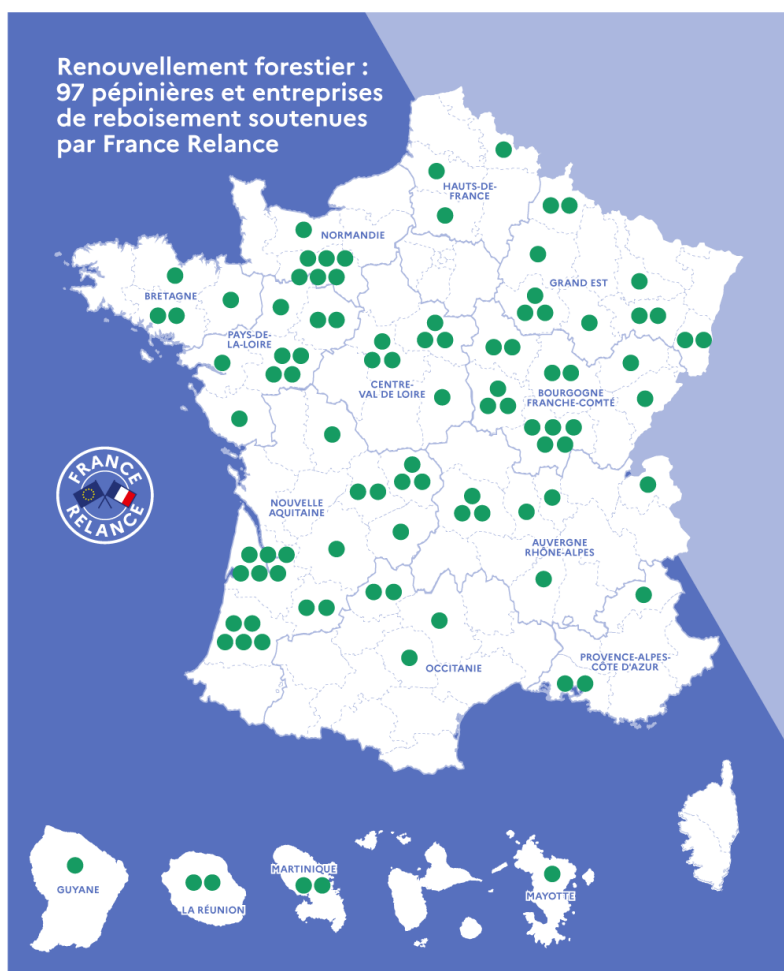 Renouvellement forestier :
97 pépinières et entreprises
de reboisement soutenues
par France Relance
HAUTS-DE-
FRANCE
NORMANDIE
GRAND EST
BRETAGNE
PAYS-DE-
LA-LOIRE
CENTRE-
VAL DE LOIRE
BOURGOGNE
FRANCHE-COMTÉ
FRANCE
RELANCE
NOUVELLE
AQUITAINE
AUVERGNE
RHÔNE-ALPES
OCCITANIE
PROVENCE-ALPES-
CÔTE D'AZUR
GUYANE
LA RÉUNION
MARTINIQUE
MAYOTTE